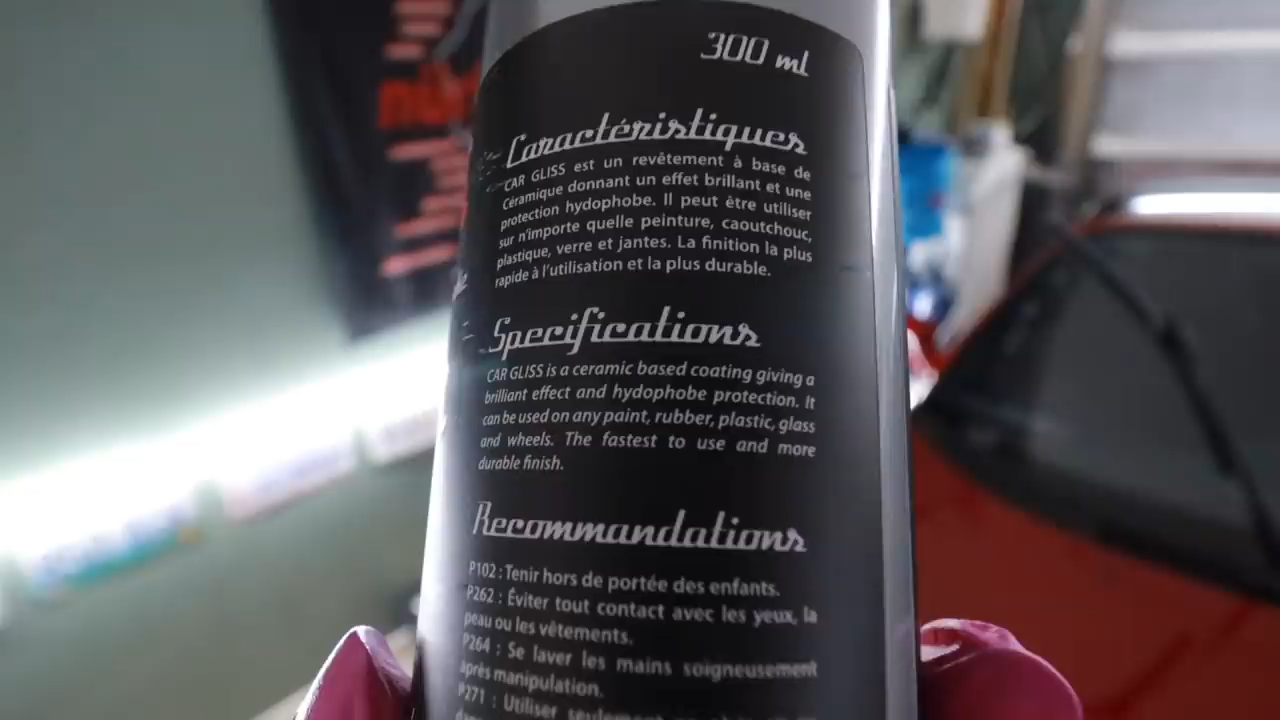 300 ml
Caractéristiques
CAR GLISS est un revêtement à base de
Céramique donnant un effet brillant et une
protection hydophobe. Il peut être utiliser
sur n'importe quelle peinture, caoutchouc,
plastique, verre et jantes. La finition la plus
rapide à l'utilisation et la plus durable.
Specifications
CAR GLISS is a ceramic based coating giving a
brilliant effect and hydophobe protection. It
can be used on any paint, rubber, plastic, glass
and wheels. The fastest to use and more
durable finish.
Recommandations
P102 : Tenir hors de portée des enfants.
P262 : Éviter tout contact avec les yeux, la
peau ou les vêtements.
P264 : Se laver les mains soigneusement
après manipulation.
P271 : Utiliser seulement